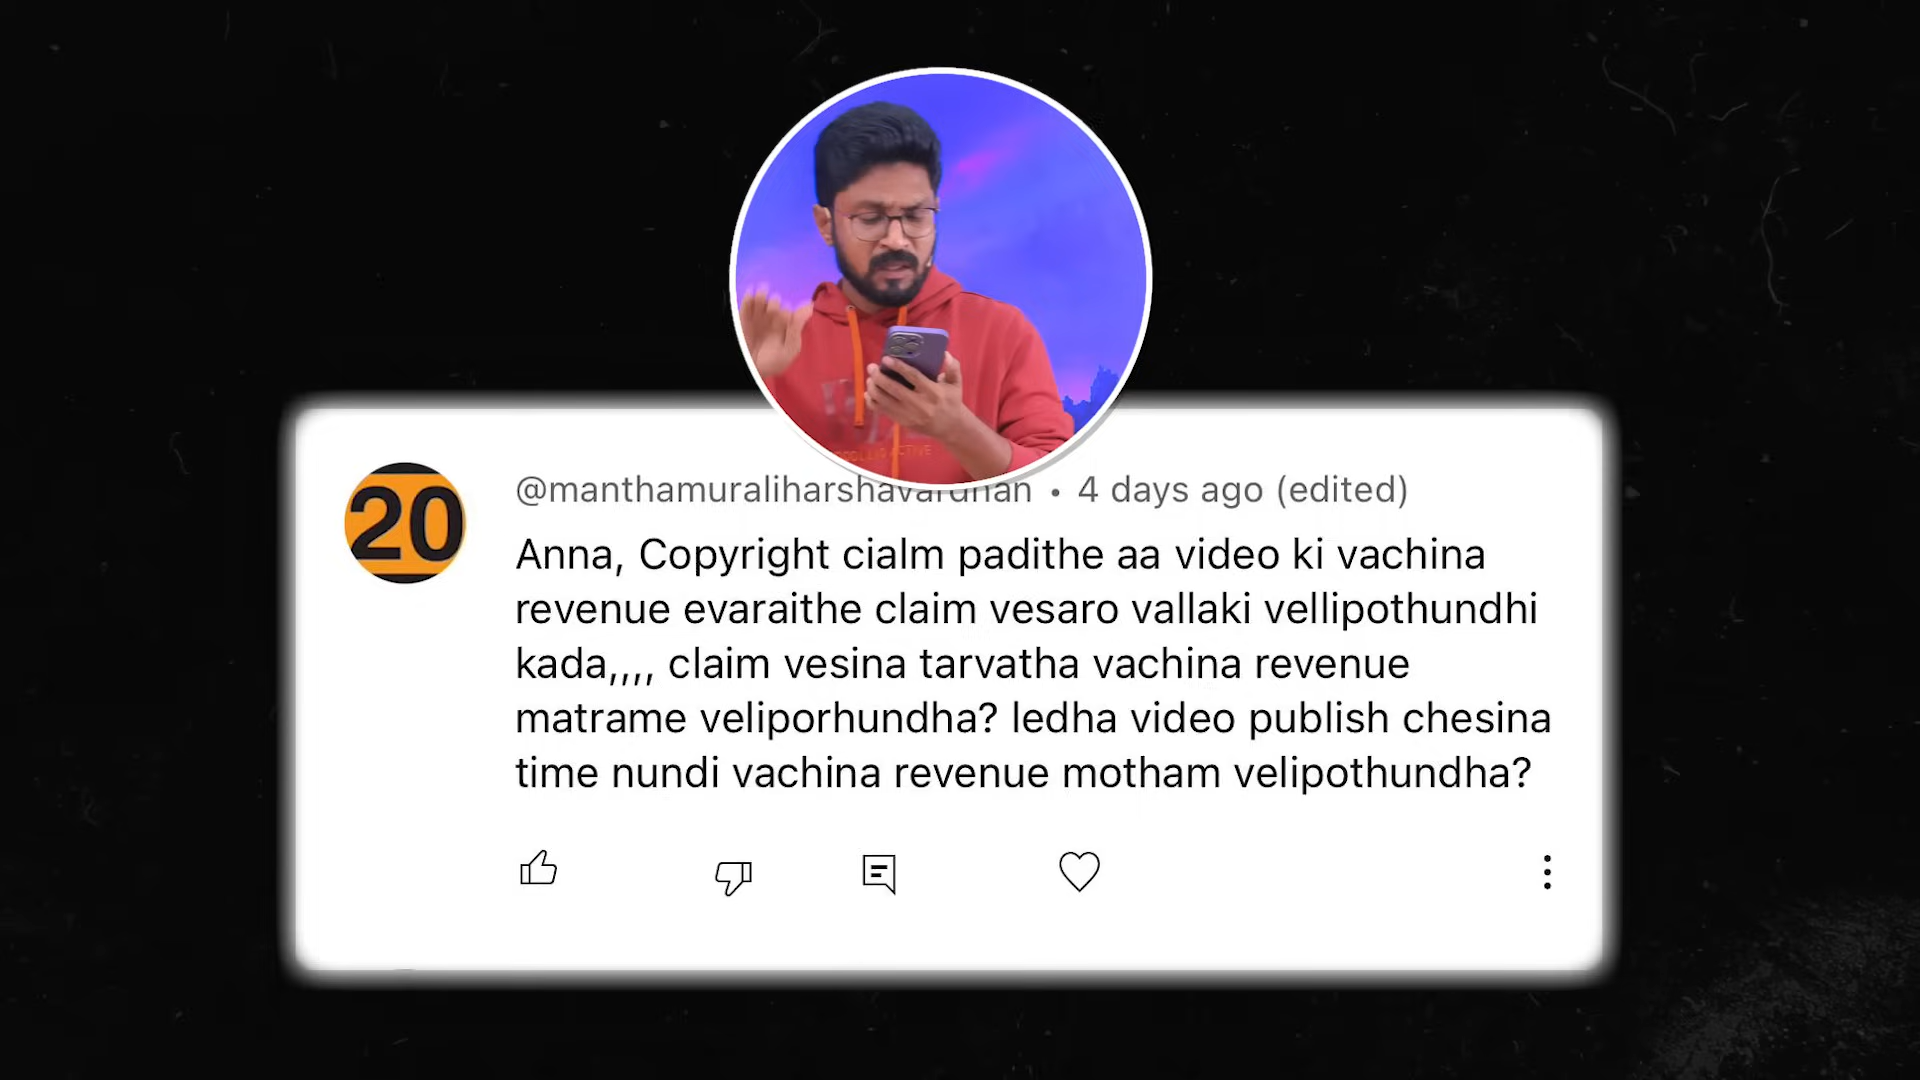 20
@manthamuraliharshavardhan • 4 days ago (edited)
Anna, Copyright cialm padithe aa video ki vachina
revenue evaraithe claim vesaro vallaki vellipothundhi
kada,,,, claim vesina tarvatha vachina revenue
matrame veliporhundha? ledha video publish chesina
time nundi vachina revenue motham velipothundha?